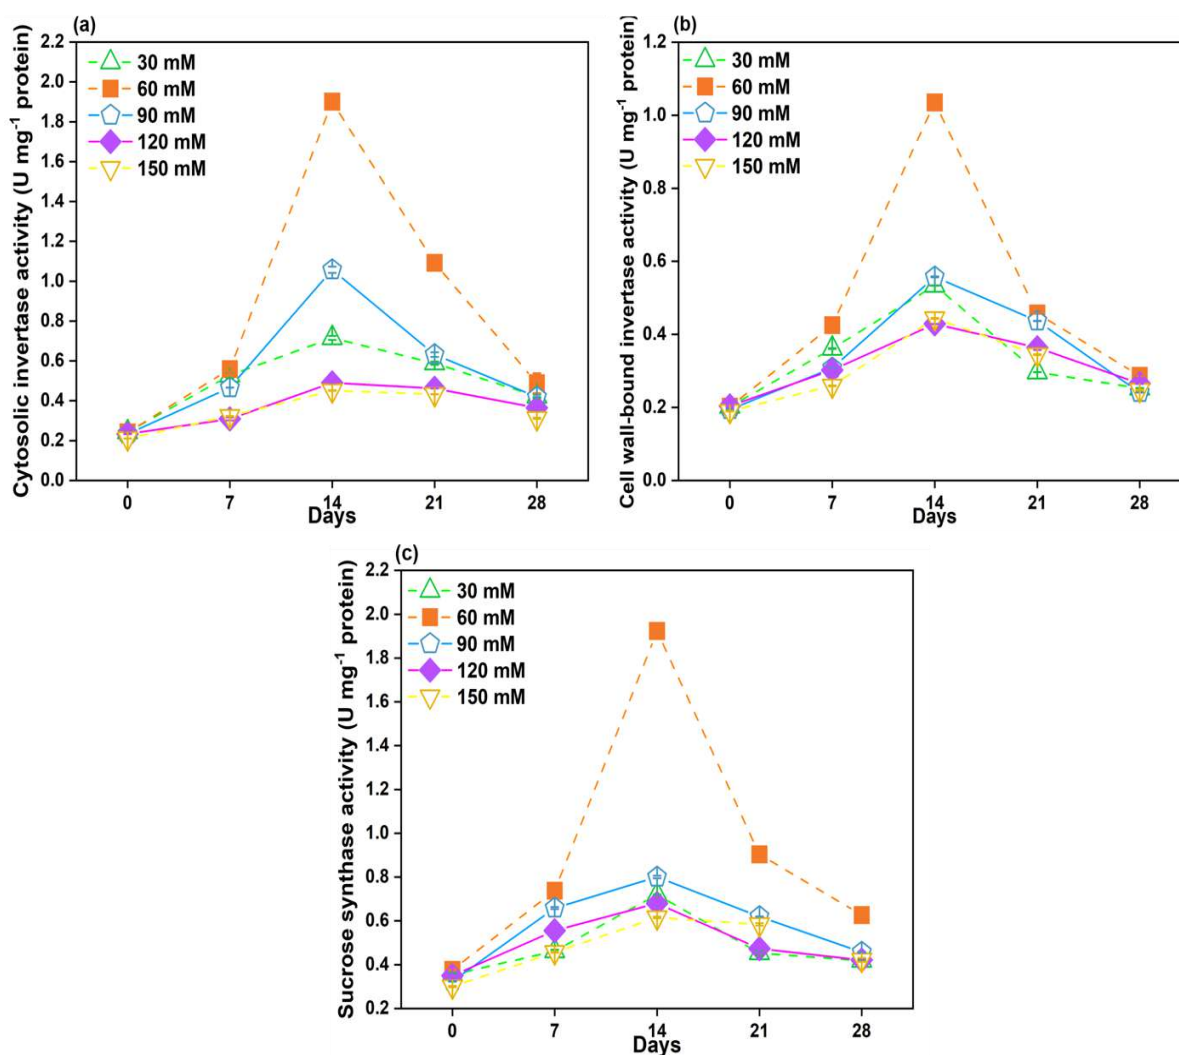 (a)
Cytosolic invertase activity (U mg⁻¹ protein)
2.2
2.0
1.8
1.6
1.4
1.2
1.0
0.8
0.6
0.4
0.2
0.0
30 mM
60 mM
90 mM
120 mM
150 mM
0 7 14 21 28
Days
(b)
Cell wall-bound invertase activity (U mg⁻¹ protein)
1.2
1.0
0.8
0.6
0.4
0.2
0.0
30 mM
60 mM
90 mM
120 mM
150 mM
0 7 14 21 28
Days
(c)
Sucrose synthase activity (U mg⁻¹ protein)
2.2
2.0
1.8
1.6
1.4
1.2
1.0
0.8
0.6
0.4
0.2
30 mM
60 mM
90 mM
120 mM
150 mM
0 7 14 21 28
Days